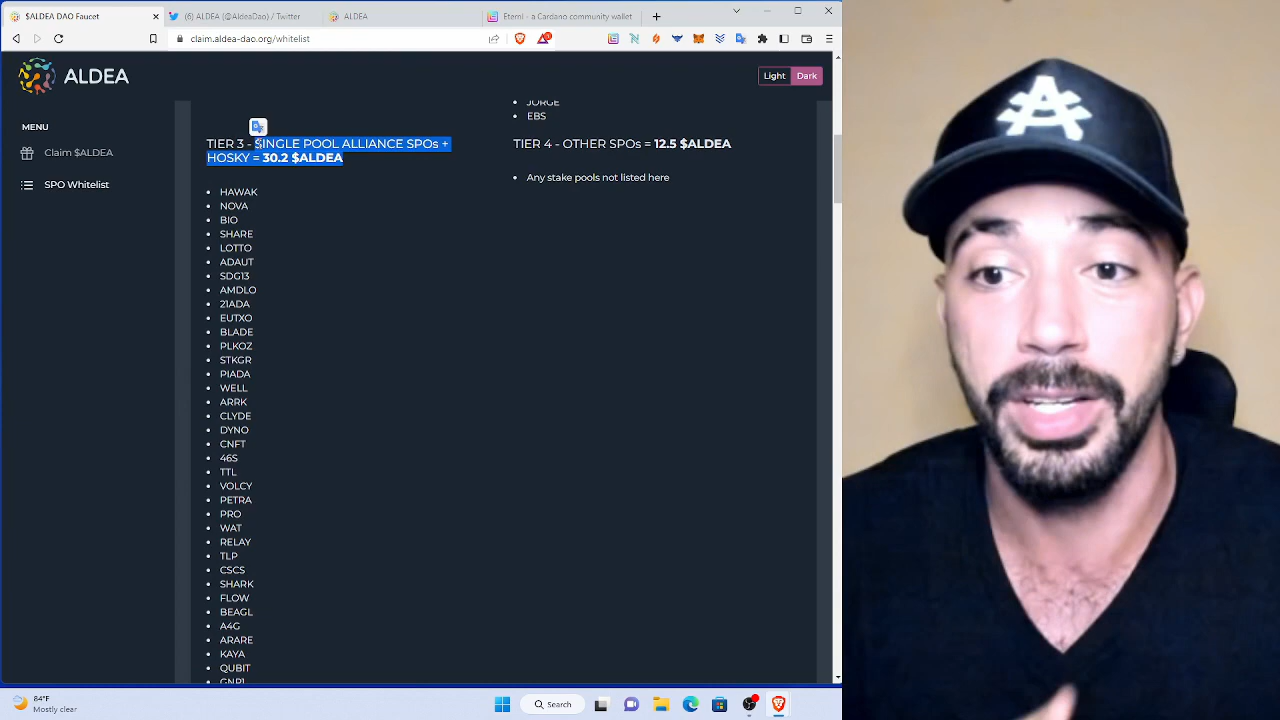 $ALDEA DAO Faucet
(6) ALDEA (@AldeaDao) / Twitter
ALDEA
Eternl - a Cardano community wallet
claim.aldea-dao.org/whitelist
ALDEA
Light
Dark
MENU
Claim $ALDEA
SPO Whitelist
TIER 3 - SINGLE POOL ALLIANCE SPOs +
HOSKY = 30.2 $ALDEA
HAWAK
NOVA
BIO
SHARE
LOTTO
ADAUT
SDG13
AMDLO
21ADA
EUTXO
BLADE
PLKOZ
STKGR
PIADA
WELL
ARRK
CLYDE
DYNO
CNFT
46S
TTL
VOLCY
PETRA
PRO
WAT
RELAY
TLP
CSCS
SHARK
FLOW
BEAGL
A4G
ARARE
KAYA
QUBIT
GNP1
JORGE
EBS
TIER 4 - OTHER SPOs = 12.5 $ALDEA
Any stake pools not listed here
84°F
Mostly clear
Search